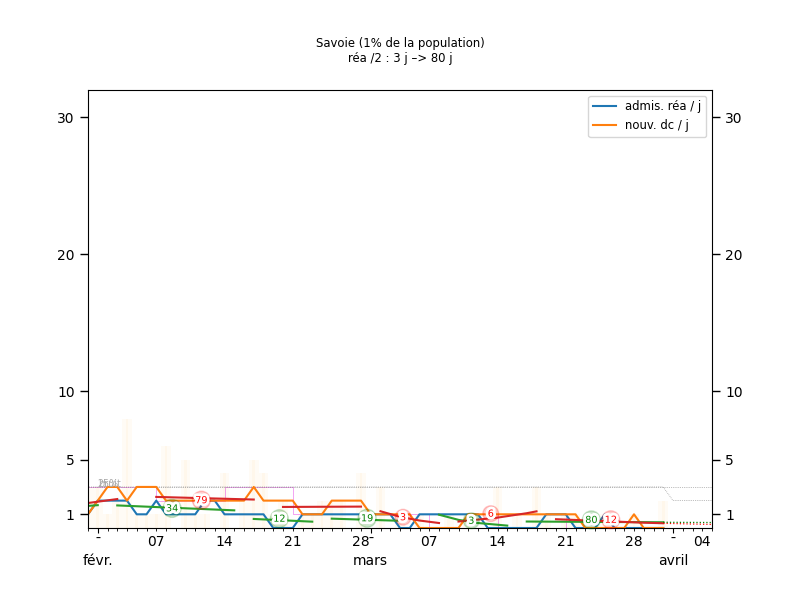 Savoie (1% de la population)
réa /2 : 3 j –> 80 j
admis. réa / j
nouv. dc / j
30 30
20 20
10 10
5 5
1 1
34 79 12 19 3 3 6 80 12
- 07 14 21 28 - 07 14 21 28 - 04
févr. mars avril